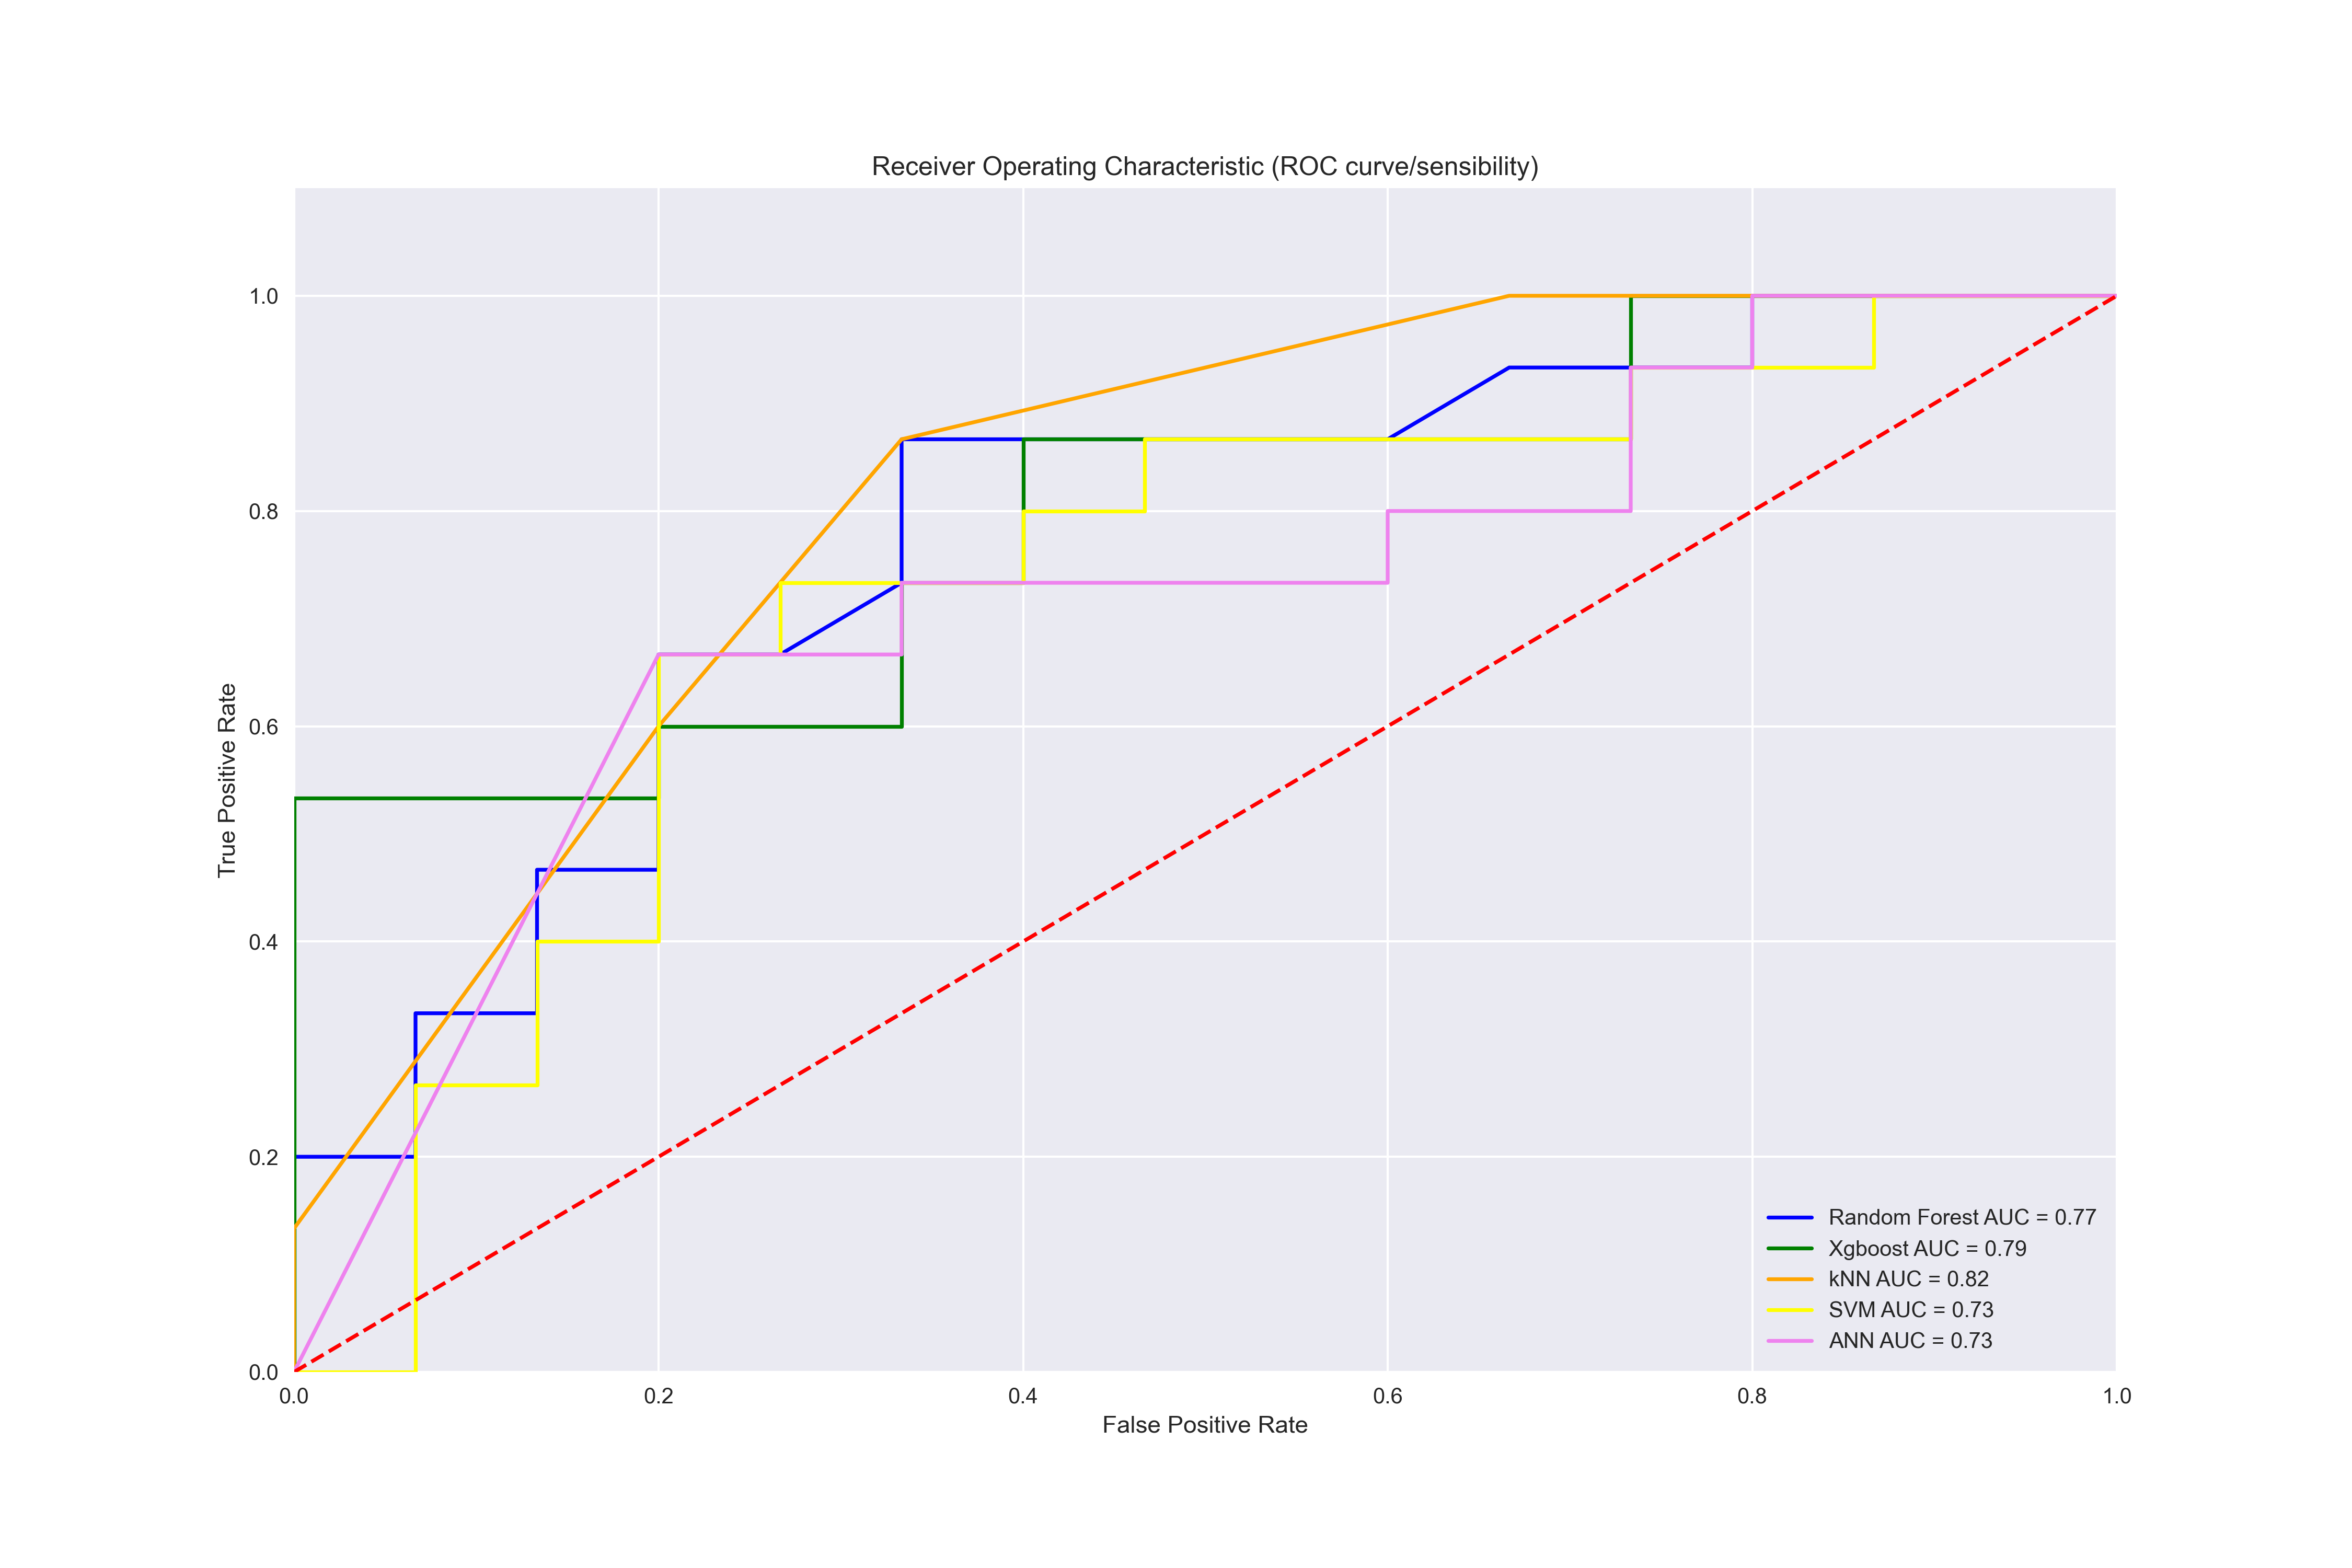 Receiver Operating Characteristic (ROC curve/sensibility)
True Positive Rate
1.0
0.8
0.6
0.4
0.2
0.0
0.0 0.2 0.4 0.6 0.8 1.0
False Positive Rate
Random Forest AUC = 0.77
Xgboost AUC = 0.79
kNN AUC = 0.82
SVM AUC = 0.73
ANN AUC = 0.73